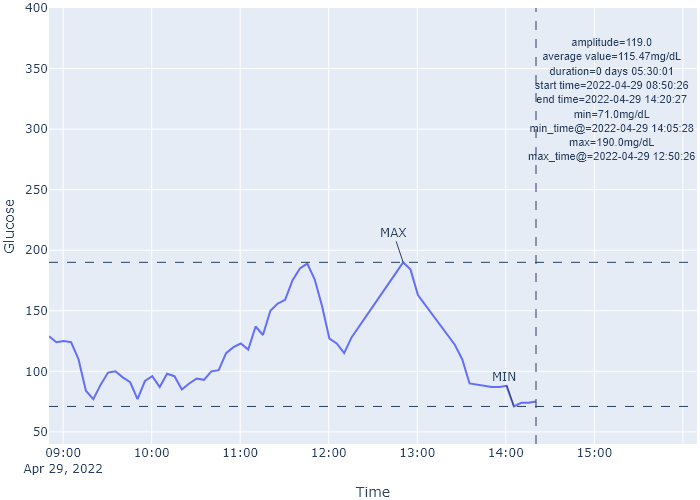 400
350
300
250
200
150
100
50
Glucose
amplitude=119.0
average value=115.47mg/dL
duration=0 days 05:30:01
start time=2022-04-29 08:50:26
end time=2022-04-29 14:20:27
min=71.0mg/dL
min_time@=2022-04-29 14:05:28
max=190.0mg/dL
max_time@=2022-04-29 12:50:26
MAX
MIN
09:00 10:00 11:00 12:00 13:00 14:00 15:00
Apr 29, 2022
Time